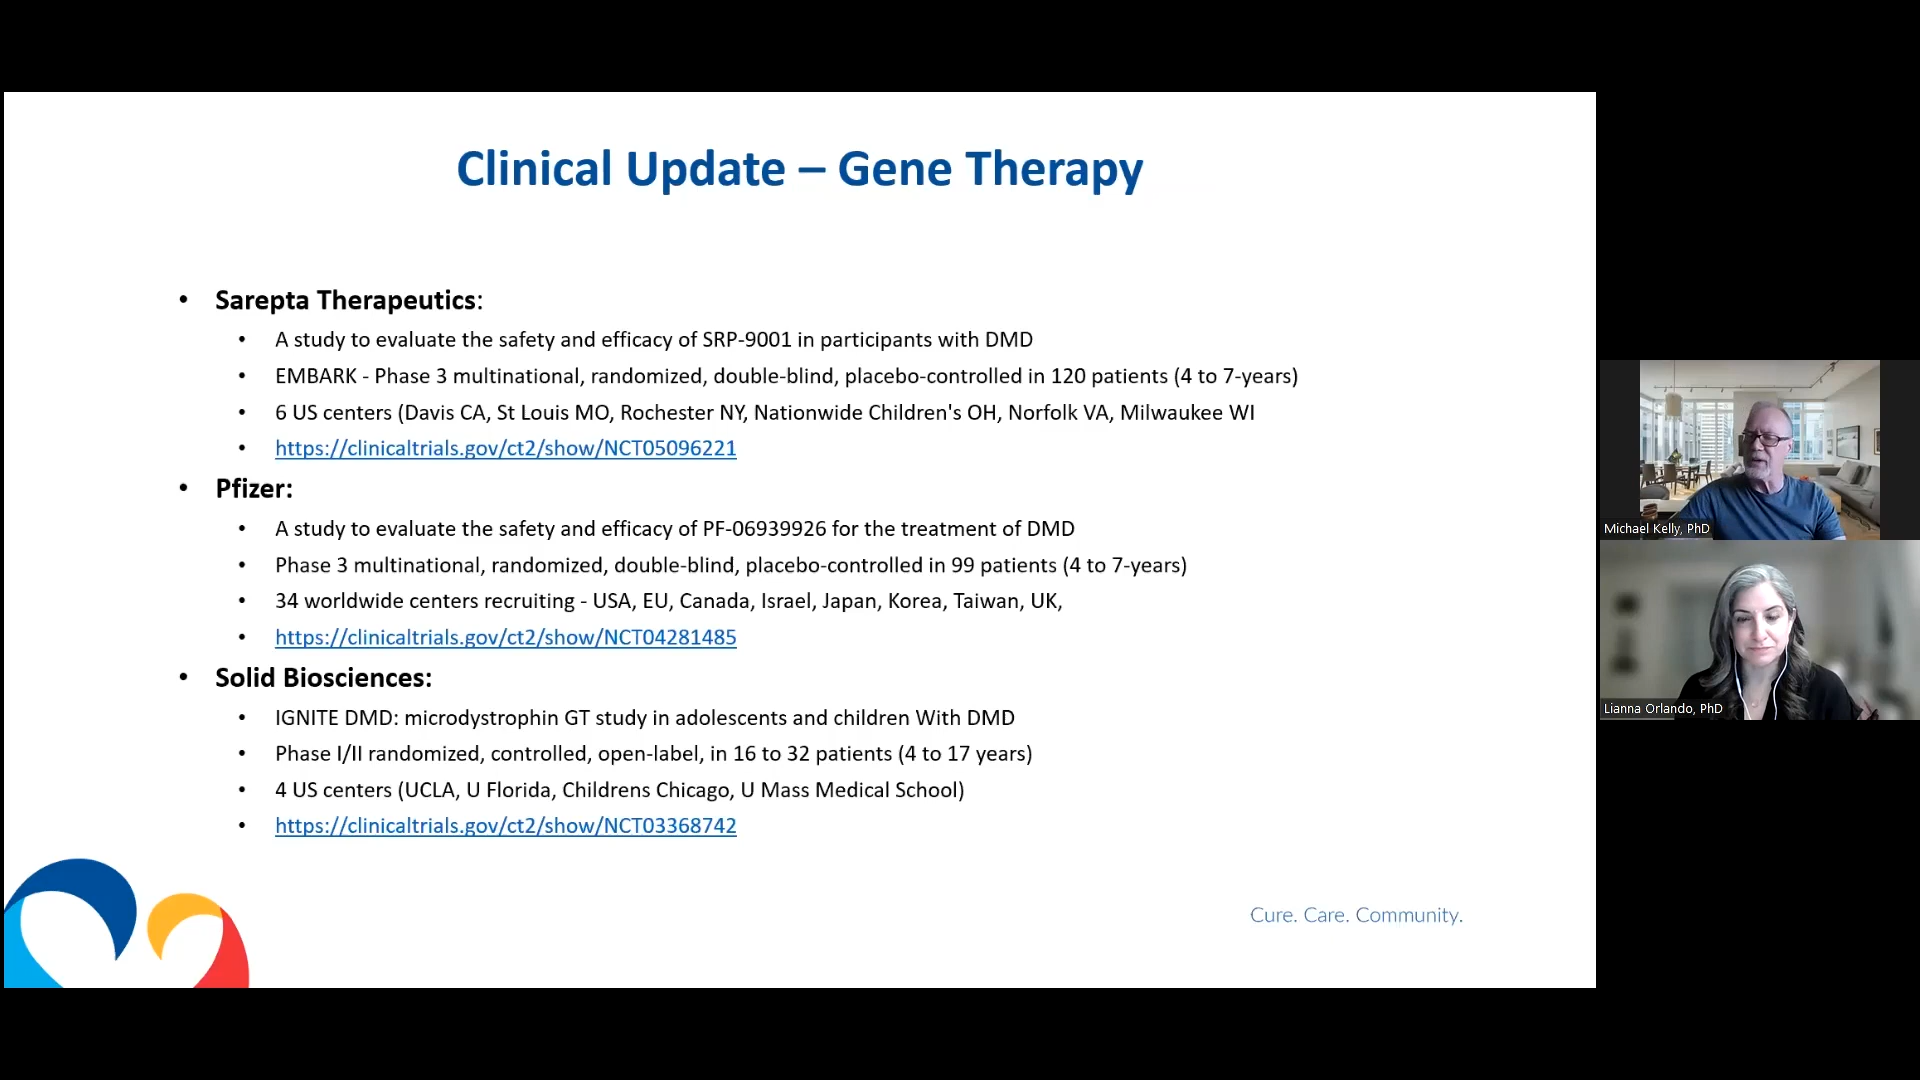 Clinical Update – Gene Therapy
• Sarepta Therapeutics:
• A study to evaluate the safety and efficacy of SRP-9001 in participants with DMD
• EMBARK - Phase 3 multinational, randomized, double-blind, placebo-controlled in 120 patients (4 to 7-years)
• 6 US centers (Davis CA, St Louis MO, Rochester NY, Nationwide Children's OH, Norfolk VA, Milwaukee WI
• https://clinicaltrials.gov/ct2/show/NCT05096221
• Pfizer:
• A study to evaluate the safety and efficacy of PF-06939926 for the treatment of DMD
• Phase 3 multinational, randomized, double-blind, placebo-controlled in 99 patients (4 to 7-years)
• 34 worldwide centers recruiting - USA, EU, Canada, Israel, Japan, Korea, Taiwan, UK,
• https://clinicaltrials.gov/ct2/show/NCT04281485
• Solid Biosciences:
• IGNITE DMD: microdystrophin GT study in adolescents and children With DMD
• Phase I/II randomized, controlled, open-label, in 16 to 32 patients (4 to 17 years)
• 4 US centers (UCLA, U Florida, Childrens Chicago, U Mass Medical School)
• https://clinicaltrials.gov/ct2/show/NCT03368742
Cure. Care. Community.
Michael Kelly, PhD
Lianna Orlando, PhD